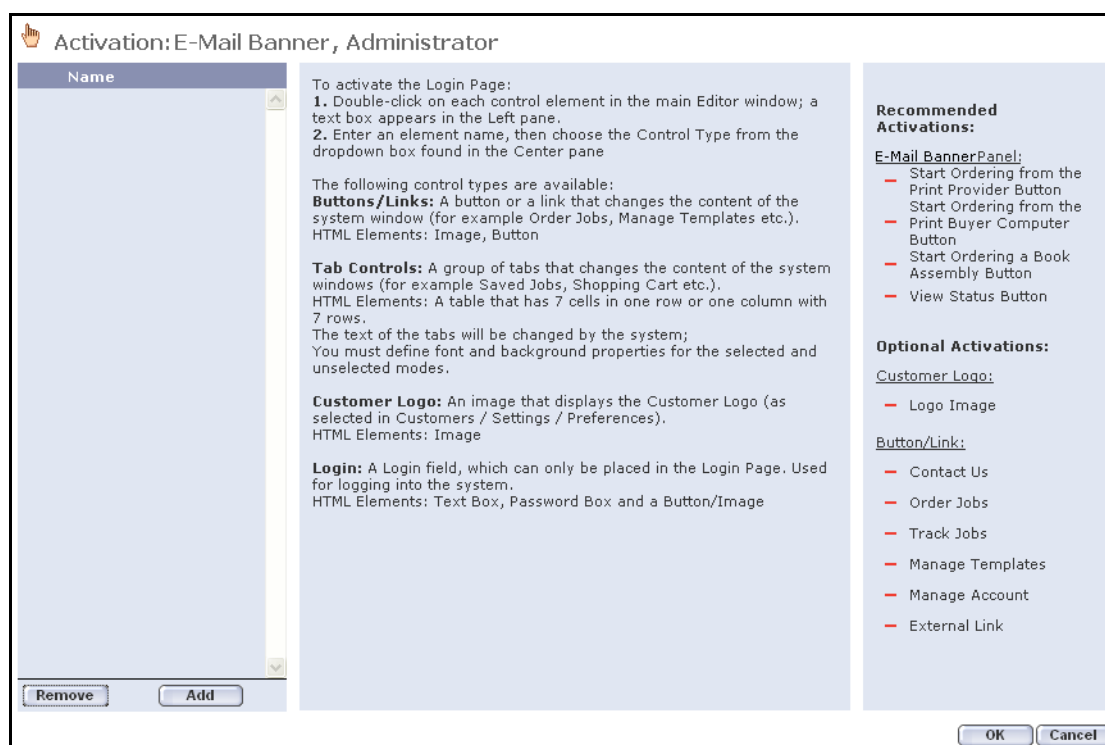 Activation: E-Mail Banner, Administrator
Name
To activate the Login Page:
1. Double-click on each control element in the main Editor window; a
text box appears in the Left pane.
2. Enter an element name, then choose the Control Type from the
dropdown box found in the Center pane
The following control types are available:
Buttons/Links: A button or a link that changes the content of the
system window (for example Order Jobs, Manage Templates etc.).
HTML Elements: Image, Button
Tab Controls: A group of tabs that changes the content of the system
windows (for example Saved Jobs, Shopping Cart etc.).
HTML Elements: A table that has 7 cells in one row or one column with
7 rows.
The text of the tabs will be changed by the system;
You must define font and background properties for the selected and
unselected modes.
Customer Logo: An image that displays the Customer Logo (as
selected in Customers / Settings / Preferences).
HTML Elements: Image
Login: A Login field, which can only be placed in the Login Page. Used
for logging into the system.
HTML Elements: Text Box, Password Box and a Button/Image
Recommended
Activations:
E-Mail BannerPanel:
Start Ordering from the
Print Provider Button
Start Ordering from the
Print Buyer Computer
Button
Start Ordering a Book
Assembly Button
View Status Button
Optional Activations:
Customer Logo:
Logo Image
Button/Link:
Contact Us
Order Jobs
Track Jobs
Manage Templates
Manage Account
External Link
Remove Add
OK Cancel